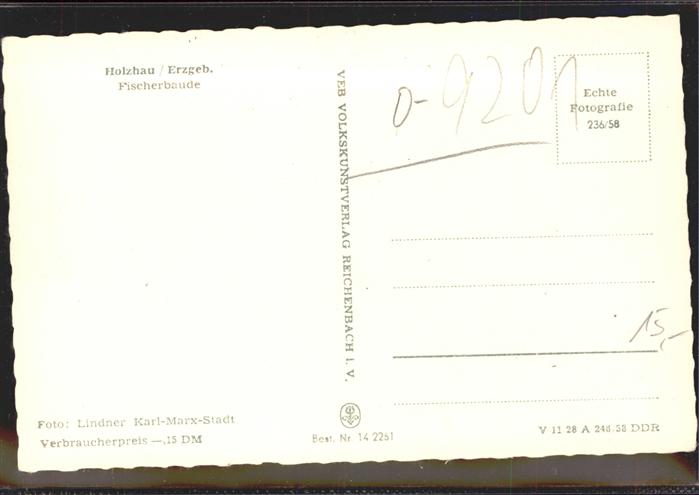 Holzhau / Erzgeb.
Fischerbaude
VEB VOLKSKUNSTVERLAG REICHENBACH i. V.
O-9201
Echte
Fotografie
236/58
15,-
Foto: Lindner Karl-Marx-Stadt
Verbraucherpreis —,15 DM
Best. Nr. 14 2251
V 11 28 A 248/58 DDR